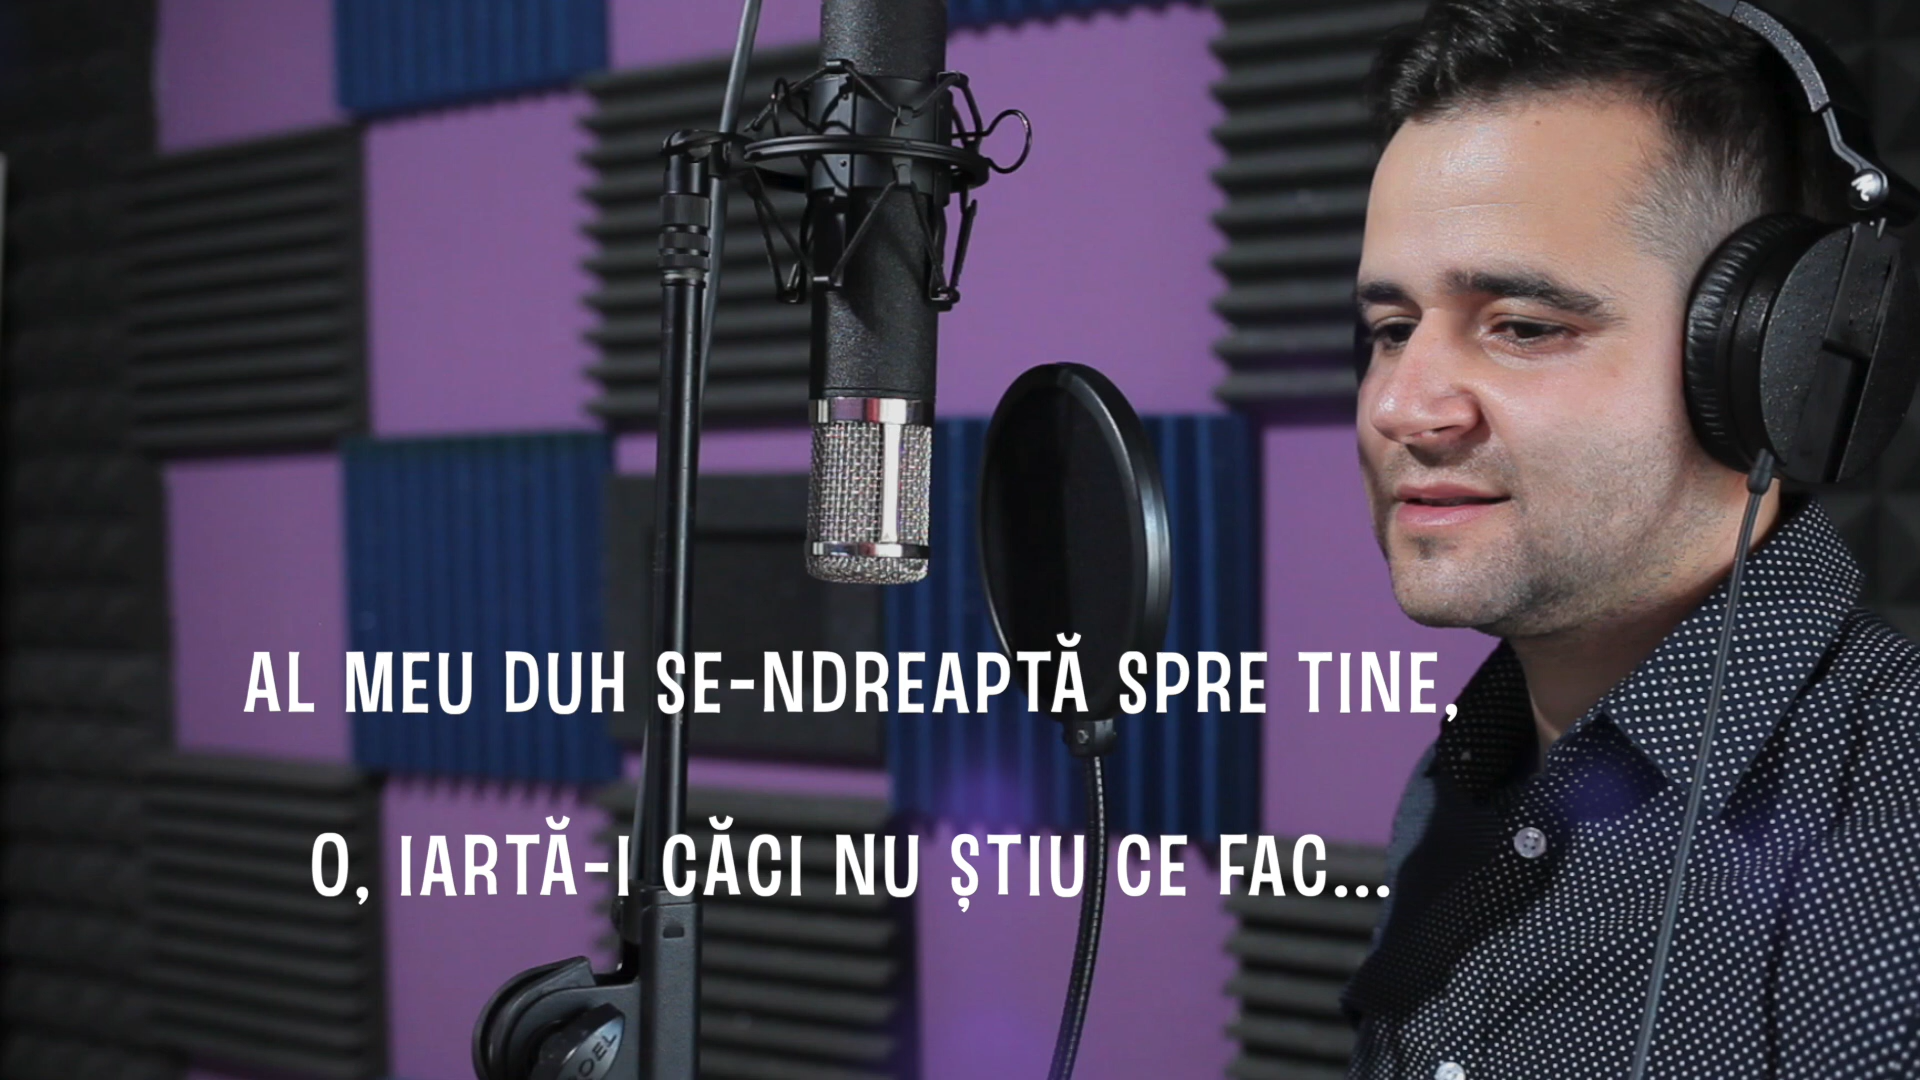 AL MEU DUH SE-NDREAPTĂ SPRE TINE,
O, IARTĂ-I CĂCI NU ȘTIU CE FAC...